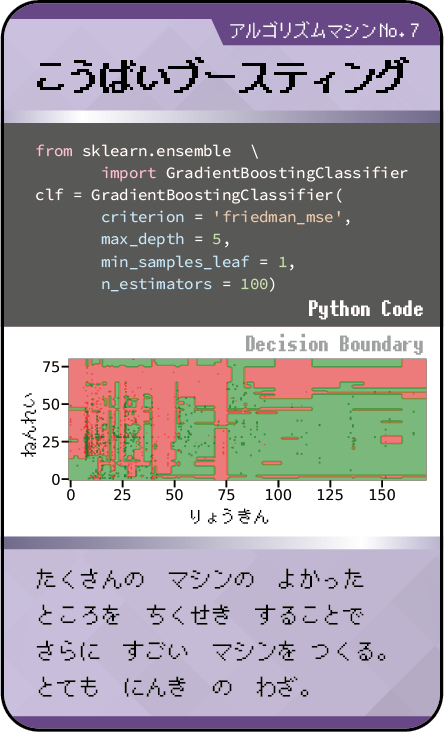 アルゴリズムマシンNo.7
こうばいブースティング
from sklearn.ensemble \
import GradientBoostingClassifier
clf = GradientBoostingClassifier(
criterion = 'friedman_mse',
max_depth = 5,
min_samples_leaf = 1,
n_estimators = 100)
Python Code
Decision Boundary
75
50
25
0
ねんれい
0 25 50 75 100 125 150
りょうきん
たくさんの マシンの よかった
ところを ちくせき することで
さらに すごい マシンを つくる。
とても にんき の わざ。